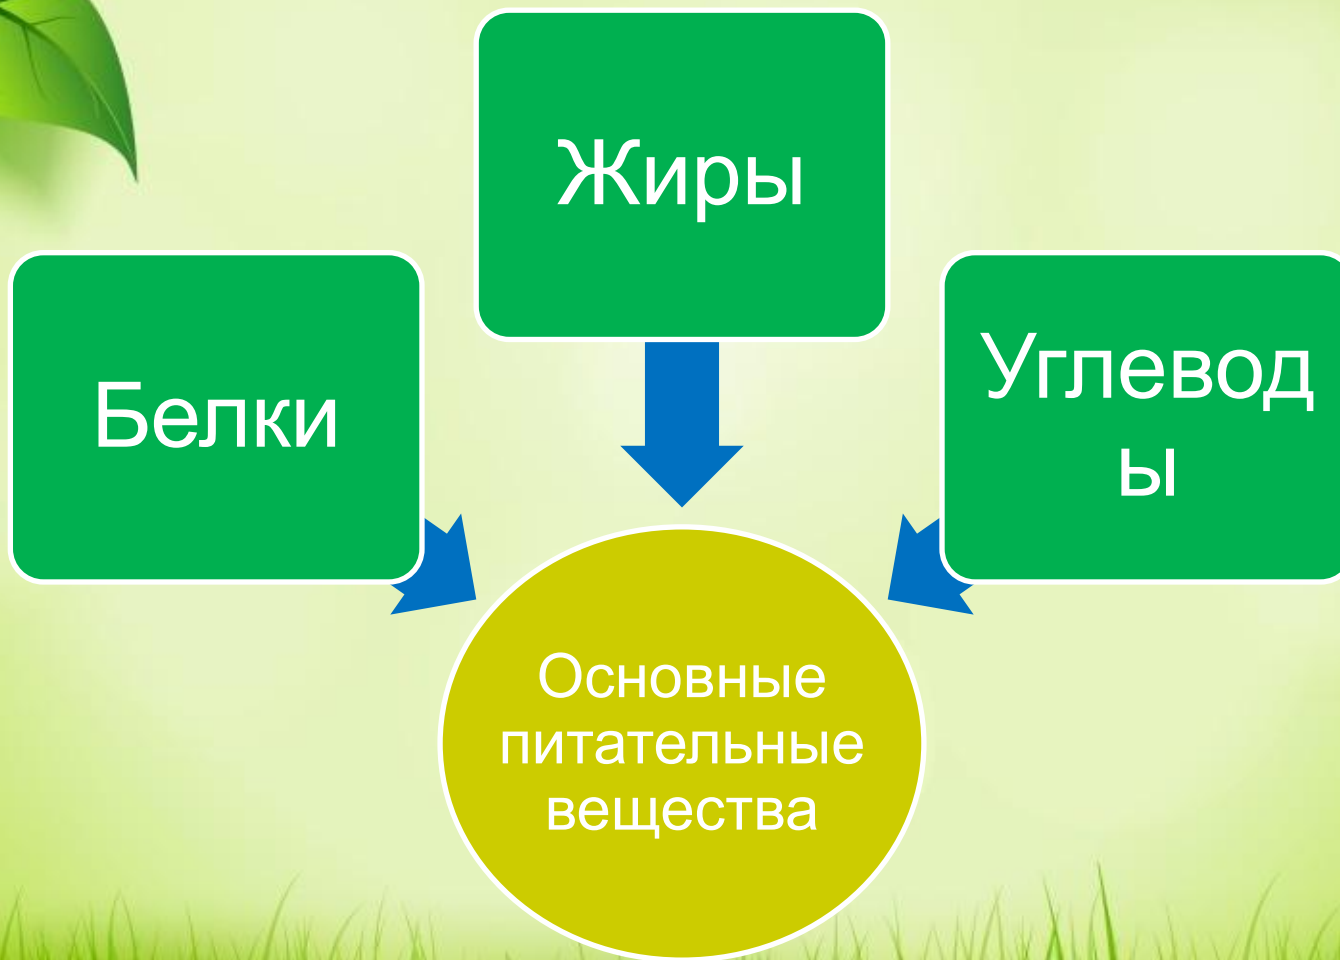 Жиры
Белки
Углевод
ы
Основные
питательные
вещества